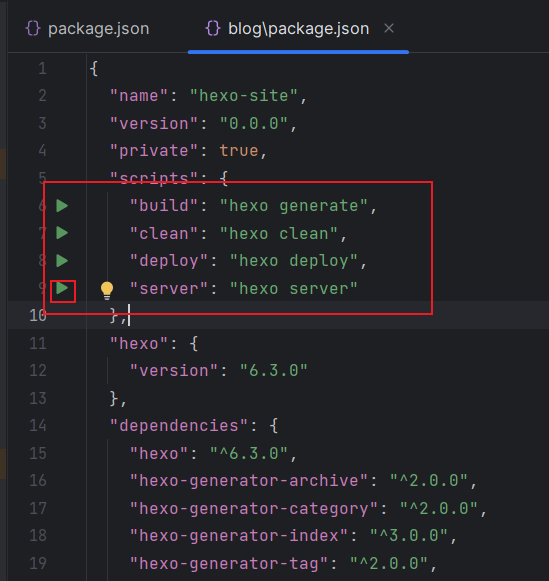 {} package.json {} blog\package.json ×
1 {
2 "name": "hexo-site",
3 "version": "0.0.0",
4 "private": true,
5 "scripts": {
6 "build": "hexo generate",
7 "clean": "hexo clean",
8 "deploy": "hexo deploy",
9 "server": "hexo server"
10 },
11 "hexo": {
12 "version": "6.3.0"
13 },
14 "dependencies": {
15 "hexo": "^6.3.0",
16 "hexo-generator-archive": "^2.0.0",
17 "hexo-generator-category": "^2.0.0",
18 "hexo-generator-index": "^3.0.0",
19 "hexo-generator-tag": "^2.0.0",